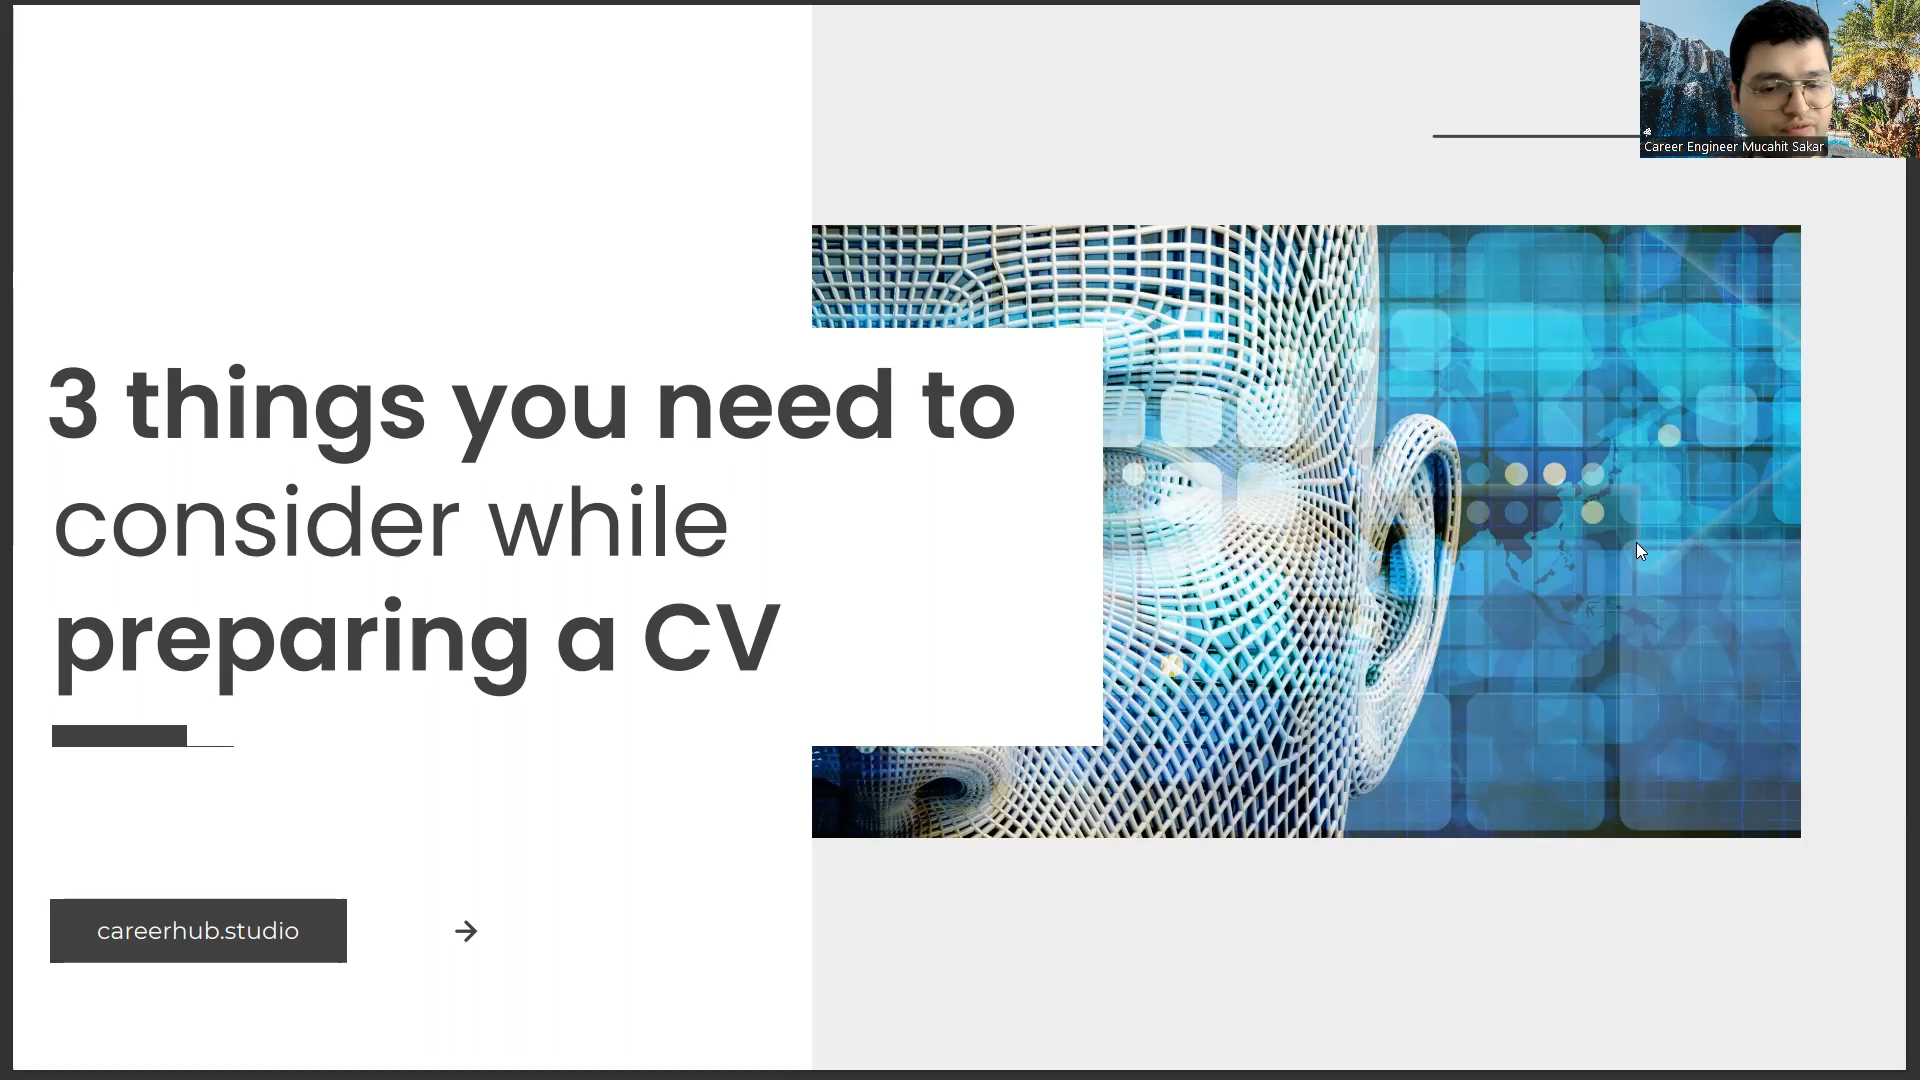 Career Engineer Mucahit Sakar
3 things you need to
consider while
preparing a CV
careerhub.studio